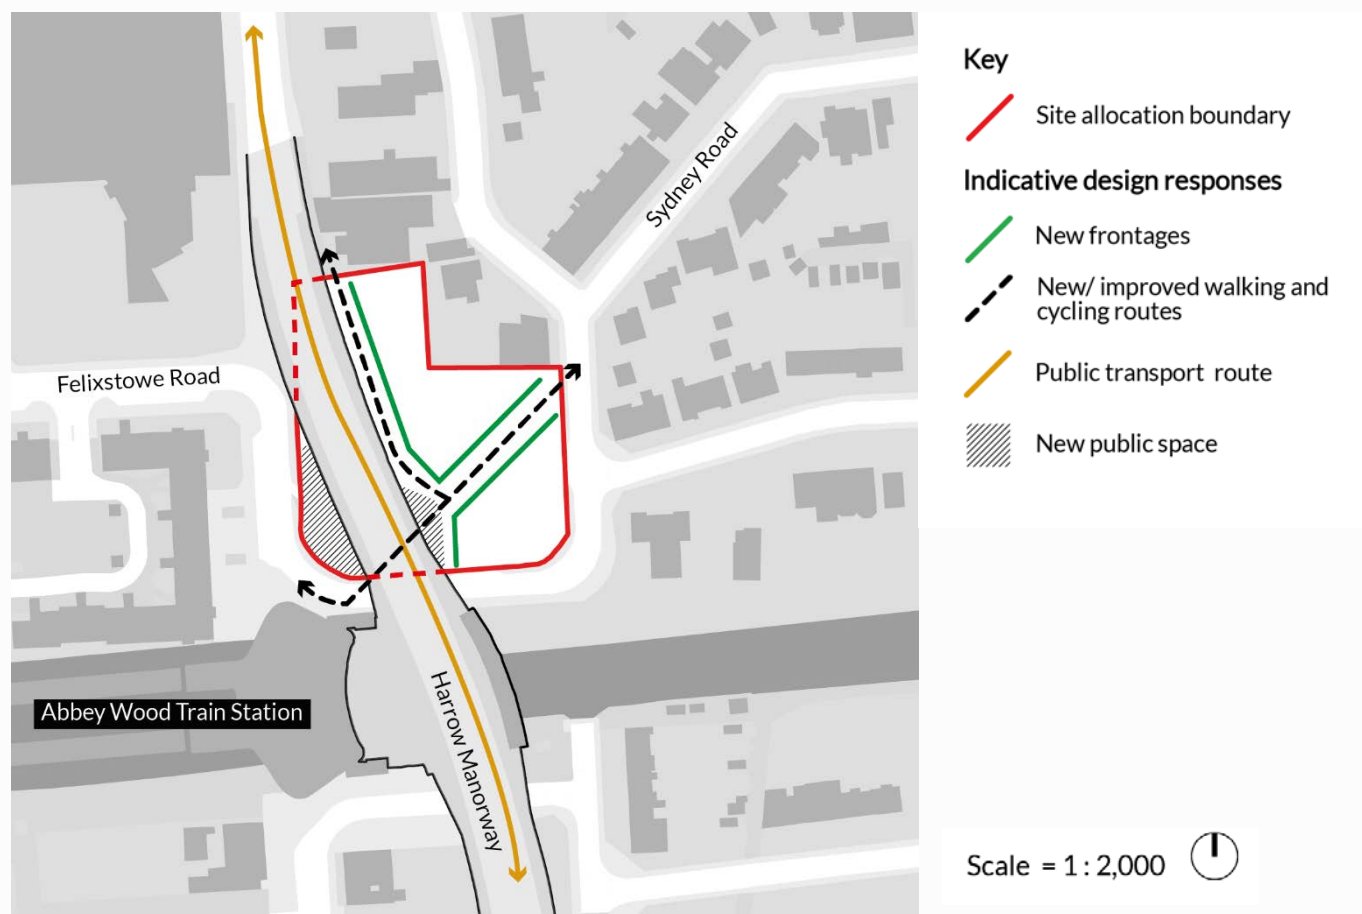 Sydney Road
Felixstowe Road
Abbey Wood Train Station
Harrow Manorway
Key
Site allocation boundary
Indicative design responses
New frontages
New/ improved walking and
cycling routes
Public transport route
New public space
Scale = 1 : 2,000